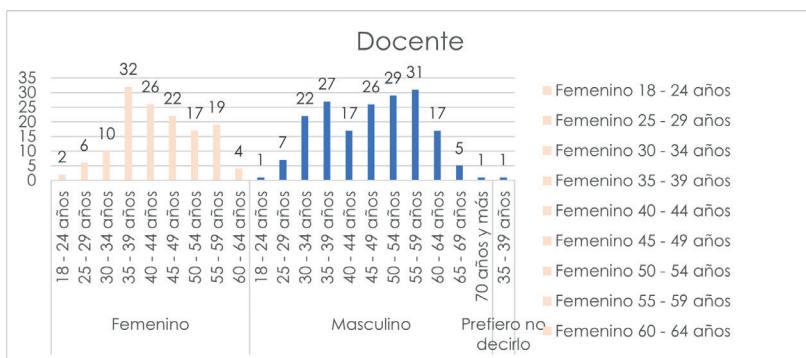 Docente
35
30
25
20
15
10
5
0
2
6
10
32
26
22
17
19
4
1
7
22
27
17
26
29
31
17
5
1
1
18 - 24 años
25 - 29 años
30 - 34 años
35 - 39 años
40 - 44 años
45 - 49 años
50 - 54 años
55 - 59 años
60 - 64 años
18 - 24 años
25 - 29 años
30 - 34 años
35 - 39 años
40 - 44 años
45 - 49 años
50 - 54 años
55 - 59 años
60 - 64 años
65 - 69 años
70 años y más
35 - 39 años
Femenino
Masculino
Prefiero no
decirlo
Femenino 18 - 24 años
Femenino 25 - 29 años
Femenino 30 - 34 años
Femenino 35 - 39 años
Femenino 40 - 44 años
Femenino 45 - 49 años
Femenino 50 - 54 años
Femenino 55 - 59 años
Femenino 60 - 64 años